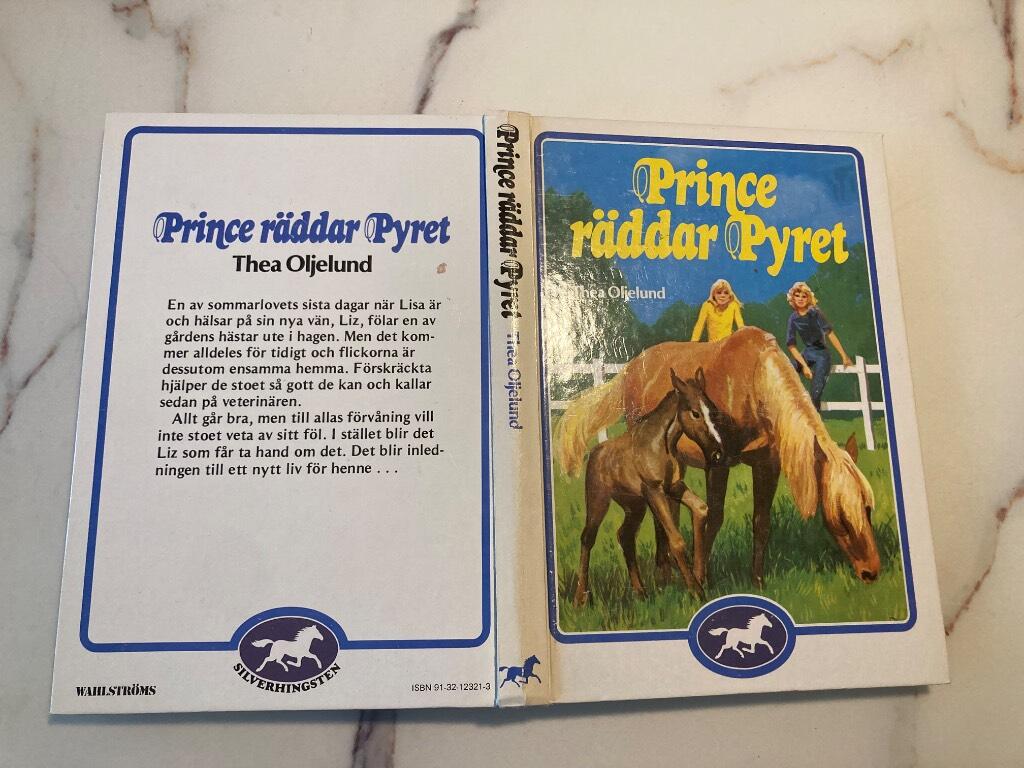 Prince räddar Pyret
Thea Oljelund
En av sommarlovets sista dagar när Lisa är
och hälsar på sin nya vän, Liz, fölar en av
gårdens hästar ute i hagen. Men det kom-
mer alldeles för tidigt och flickorna är
dessutom ensamma hemma. Förskräckta
hjälper de stoet så gott de kan och kallar
sedan på veterinären.
Allt går bra, men till allas förvåning vill
inte stoet veta av sitt föl. I stället blir det
Liz som får ta hand om det. Det blir inled-
ningen till ett nytt liv för henne . . .
SILVERHINGSTEN
WAHLSTRÖMS
ISBN 91-32-12321-3
Prince räddar Pyret Thea Oljelund
Prince
räddar Pyret
Thea Oljelund